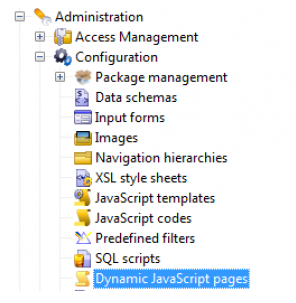 Administration
Access Management
Configuration
Package management
Data schemas
Input forms
Images
Navigation hierarchies
XSL style sheets
JavaScript templates
JavaScript codes
Predefined filters
SQL scripts
Dynamic JavaScript pages